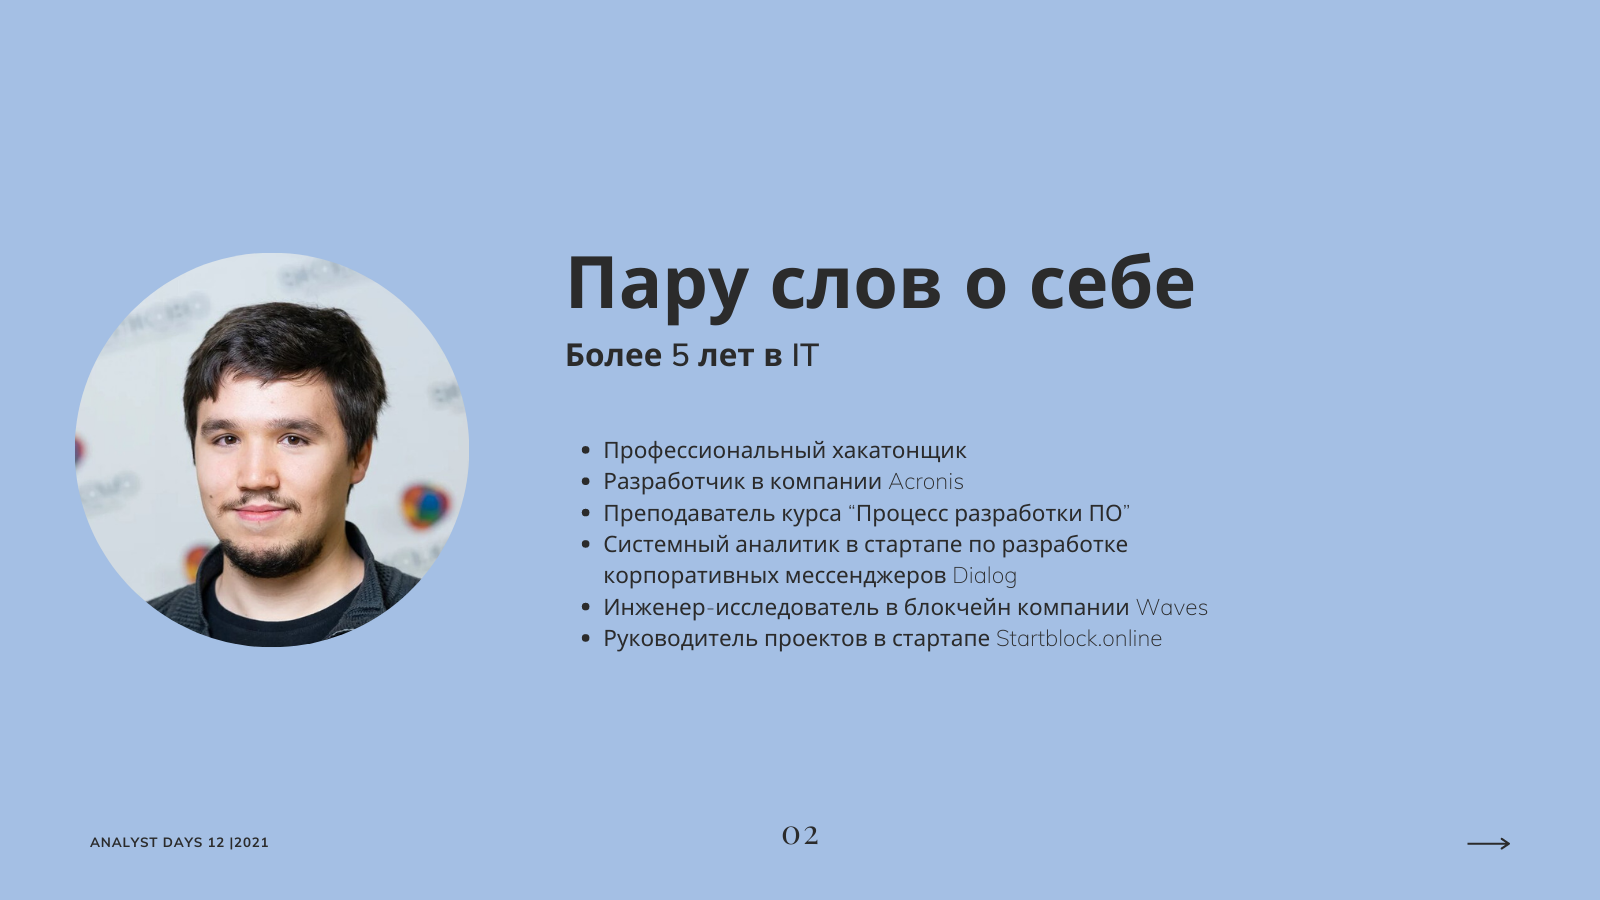 Пару слов о себе
Более 5 лет в IT
• Профессиональный хакатонщик
• Разработчик в компании Acronis
• Преподаватель курса “Процесс разработки ПО”
• Системный аналитик в стартапе по разработке
корпоративных мессенджеров Dialog
• Инженер-исследователь в блокчейн компании Waves
• Руководитель проектов в стартапе Startblock.online
ANALYST DAYS 12 |2021
02